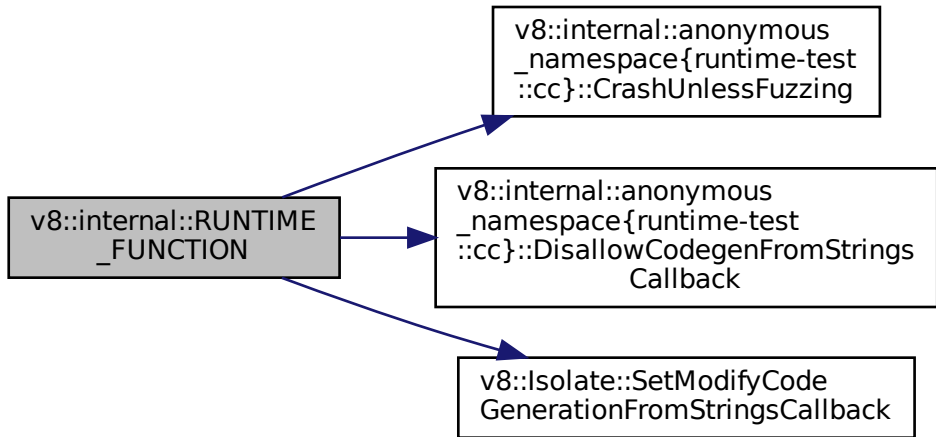 v8::internal::anonymous
_namespace{runtime-test
::cc}::CrashUnlessFuzzing
v8::internal::RUNTIME
_FUNCTION
v8::internal::anonymous
_namespace{runtime-test
::cc}::DisallowCodegenFromStrings
Callback
v8::Isolate::SetModifyCode
GenerationFromStringsCallback